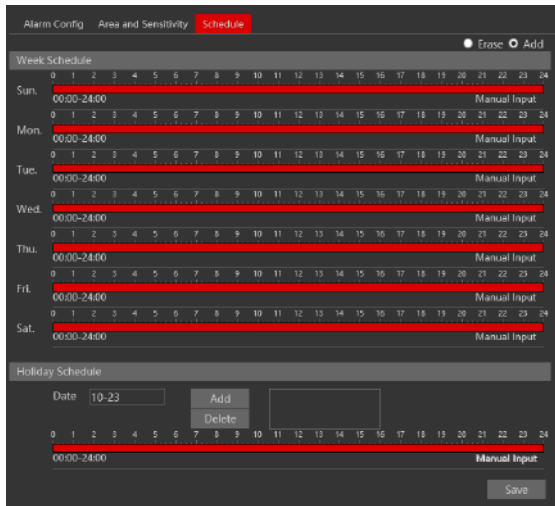 Alarm Config Area and Sensitivity Schedule
Erase Add
Week Schedule
0 1 2 3 4 5 6 7 8 9 10 11 12 13 14 15 16 17 18 19 20 21 22 23 24
Sun.
00:00-24:00 Manual Input
0 1 2 3 4 5 6 7 8 9 10 11 12 13 14 15 16 17 18 19 20 21 22 23 24
Mon.
00:00-24:00 Manual Input
0 1 2 3 4 5 6 7 8 9 10 11 12 13 14 15 16 17 18 19 20 21 22 23 24
Tue.
00:00-24:00 Manual Input
0 1 2 3 4 5 6 7 8 9 10 11 12 13 14 15 16 17 18 19 20 21 22 23 24
Wed.
00:00-24:00 Manual Input
0 1 2 3 4 5 6 7 8 9 10 11 12 13 14 15 16 17 18 19 20 21 22 23 24
Thu.
00:00-24:00 Manual Input
0 1 2 3 4 5 6 7 8 9 10 11 12 13 14 15 16 17 18 19 20 21 22 23 24
Fri.
00:00-24:00 Manual Input
0 1 2 3 4 5 6 7 8 9 10 11 12 13 14 15 16 17 18 19 20 21 22 23 24
Sat.
00:00-24:00 Manual Input
Holiday Schedule
Date 10-23 Add
Delete
0 1 2 3 4 5 6 7 8 9 10 11 12 13 14 15 16 17 18 19 20 21 22 23 24
00:00-24:00 Manual Input
Save